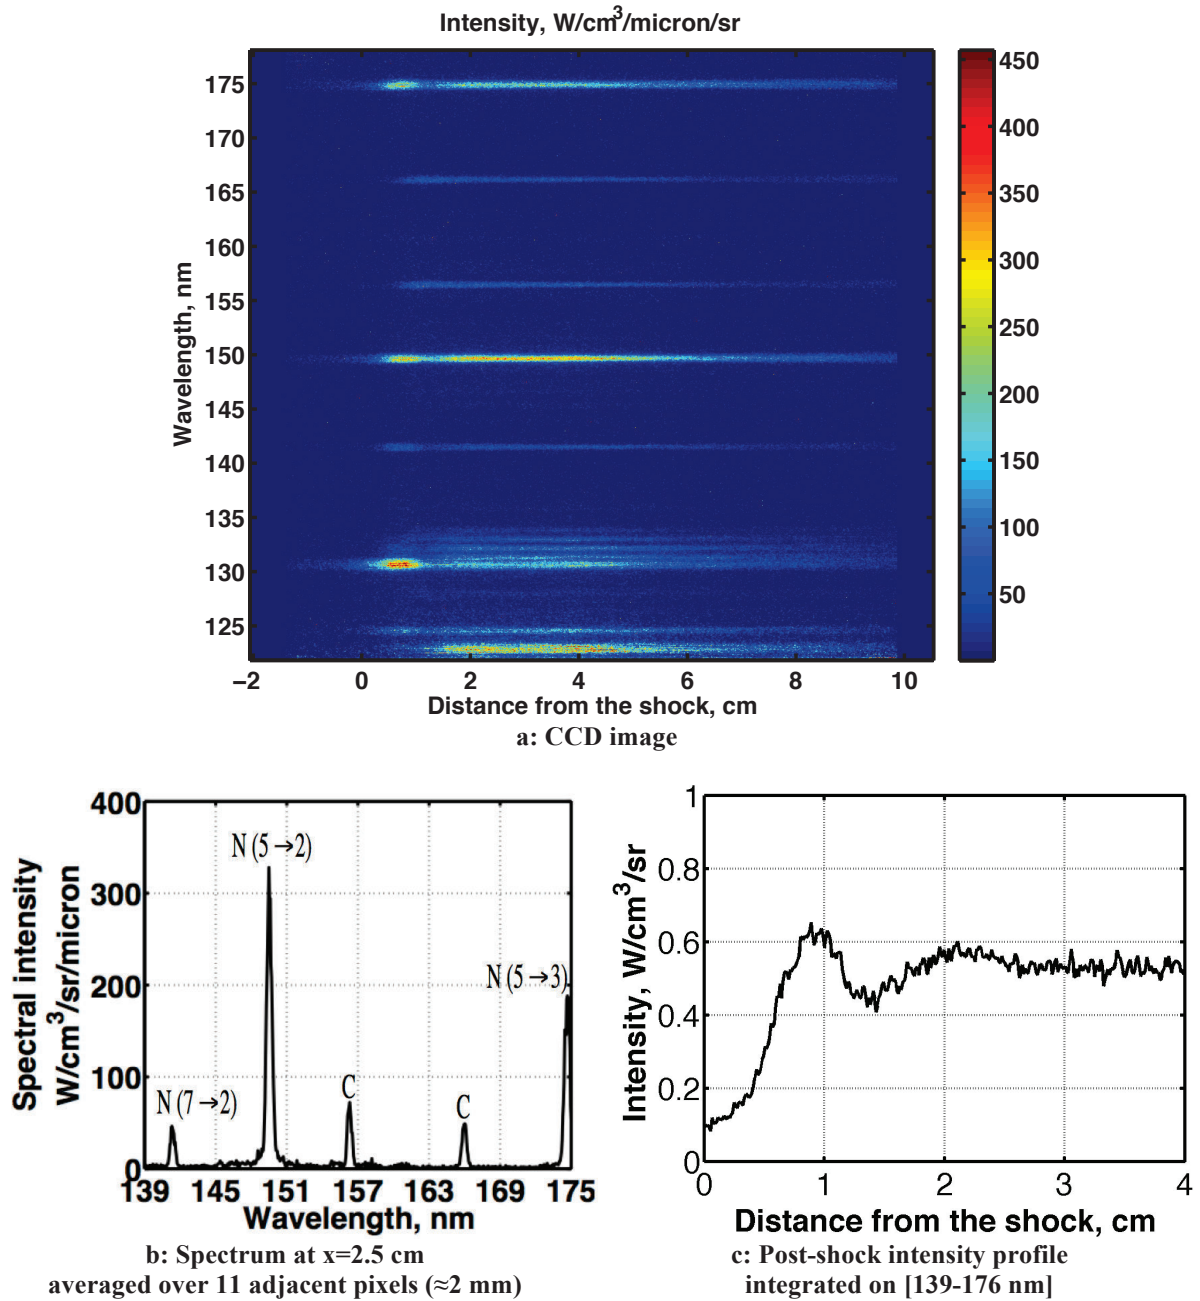 Intensity, W/cm³/micron/sr
Wavelength, nm
175
170
165
160
155
150
145
140
135
130
125
−2
0
2
4
6
8
10
Distance from the shock, cm
450
400
350
300
250
200
150
100
50
a: CCD image
Spectral intensity
W/cm³/sr/micron
400
300
200
100
0
N (5→2)
N (5→3)
N (7→2)
C
C
139
145
151
157
163
169
175
Wavelength, nm
b: Spectrum at x=2.5 cm
averaged over 11 adjacent pixels (≈2 mm)
Intensity, W/cm³/sr
1
0.8
0.6
0.4
0.2
0
0
1
2
3
4
Distance from the shock, cm
c: Post-shock intensity profile
integrated on [139-176 nm]